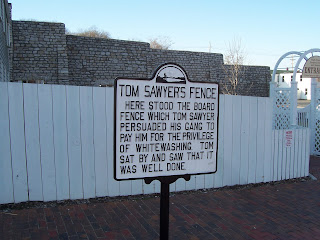 TOM SAWYER'S FENCE
HERE STOOD THE BOARD
FENCE WHICH TOM SAWYER
PERSUADED HIS GANG TO
PAY HIM FOR THE PRIVILEGE
OF WHITEWASHING. TOM
SAT BY AND SAW THAT IT
WAS WELL DONE.